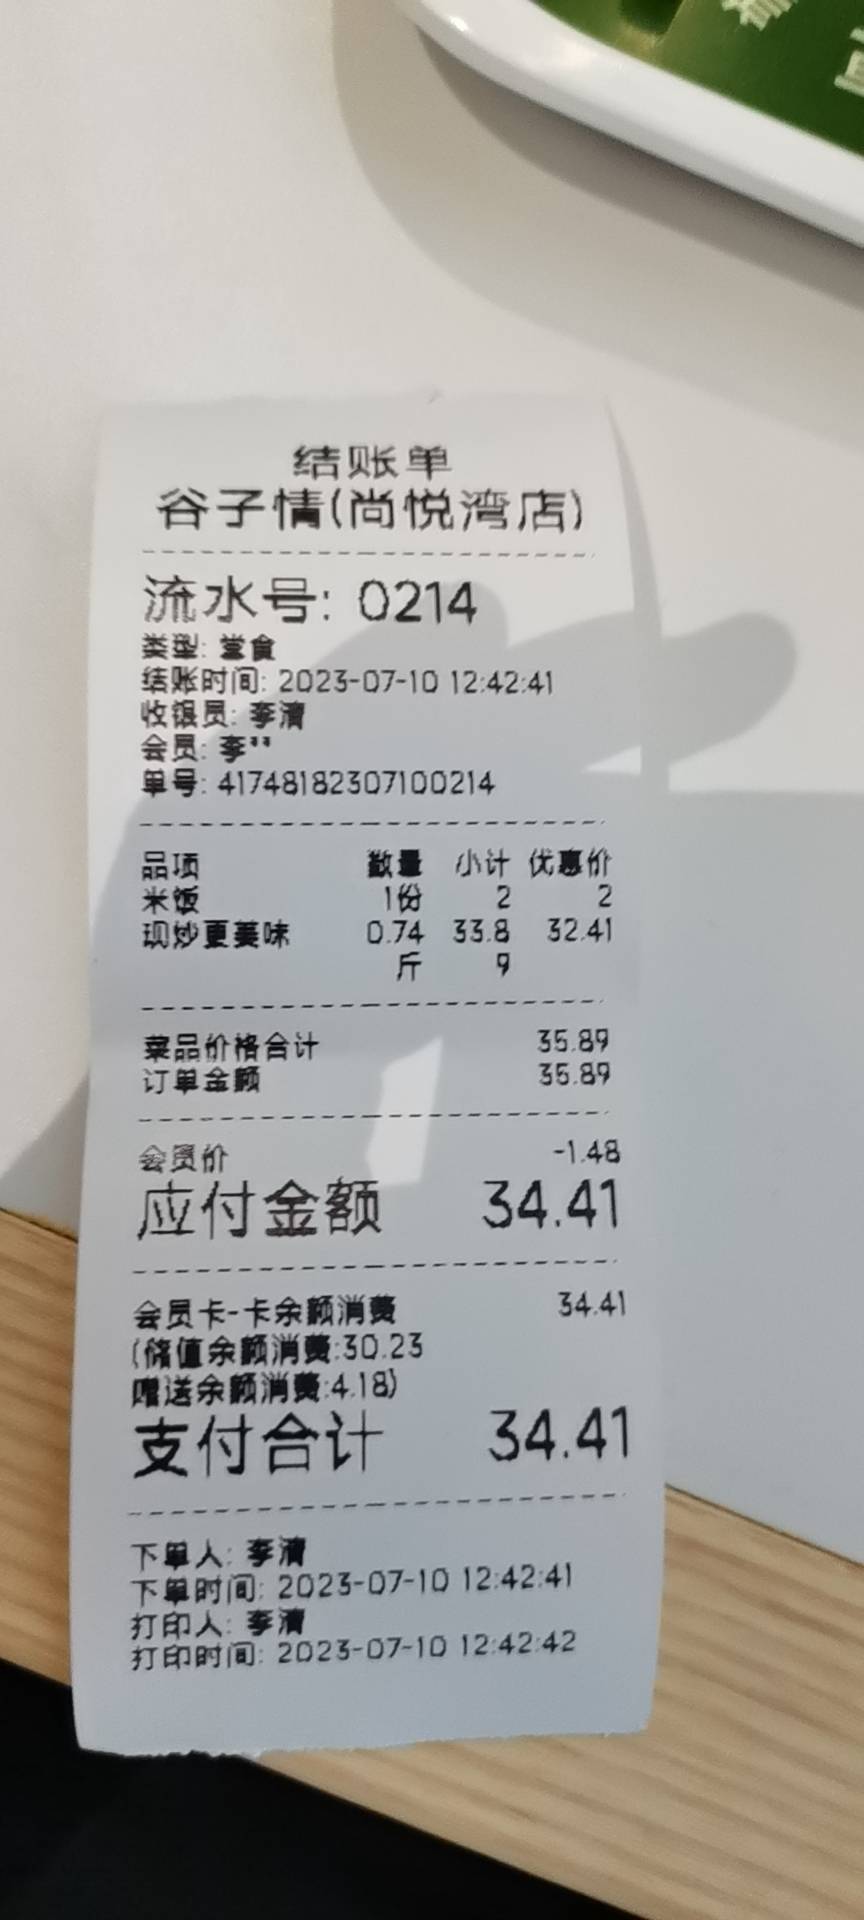 结账单
谷子情(尚悦湾店)
流水号: 0214
类型: 堂食
结账时间: 2023-07-10 12:42:41
收银员: 李清
会员: 李**
单号: 41748182307100214
品项 数量 小计 优惠价
米饭 1份 2 2
现炒更美味 0.74 33.8 32.41
斤 9
菜品价格合计 35.89
订单金额 35.89
会员价 -1.48
应付金额 34.41
会员卡-卡余额消费 34.41
(储值余额消费:30.23
赠送余额消费:4.18)
支付合计 34.41
下单人: 李清
下单时间: 2023-07-10 12:42:41
打印人: 李清
打印时间: 2023-07-10 12:42:42